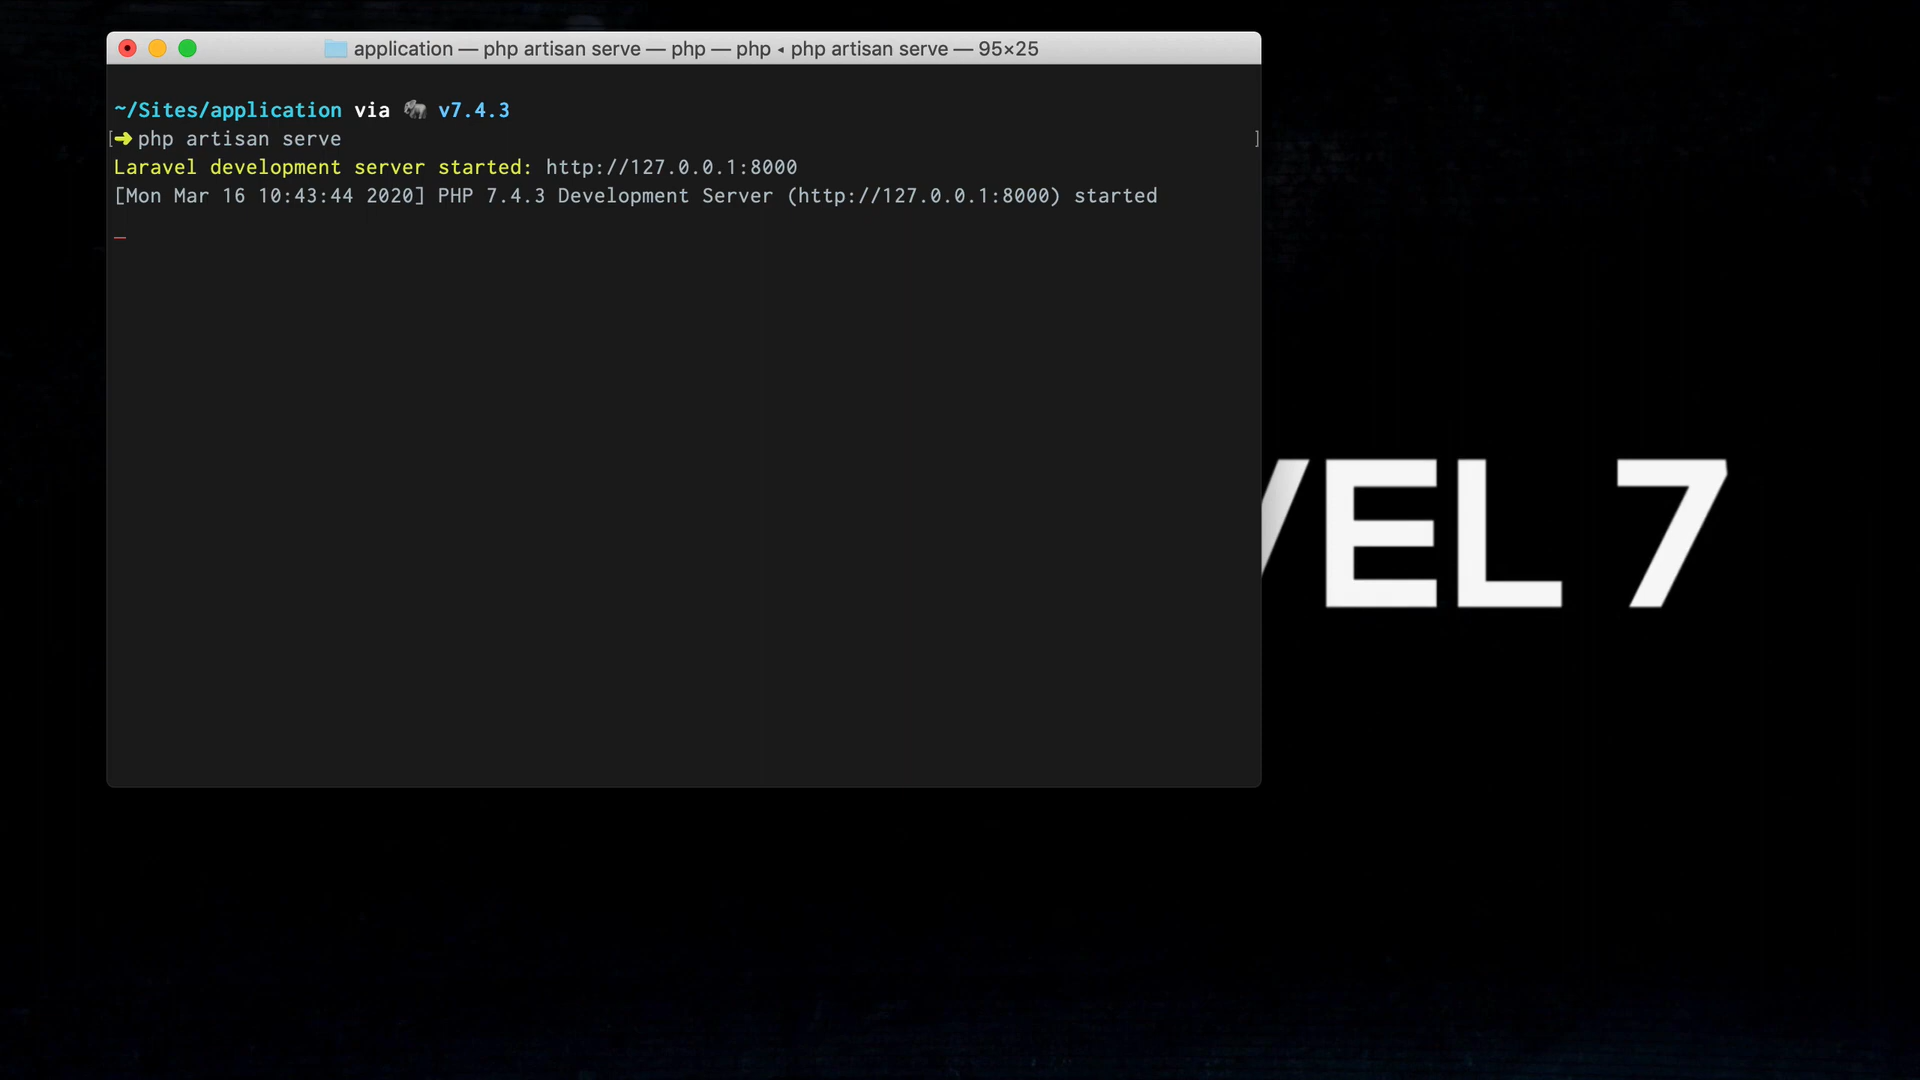 application — php artisan serve — php — php ◂ php artisan serve — 95×25
~/Sites/application via 🐘 v7.4.3
[➜ php artisan serve ]
Laravel development server started: http://127.0.0.1:8000
[Mon Mar 16 10:43:44 2020] PHP 7.4.3 Development Server (http://127.0.0.1:8000) started
VEL 7